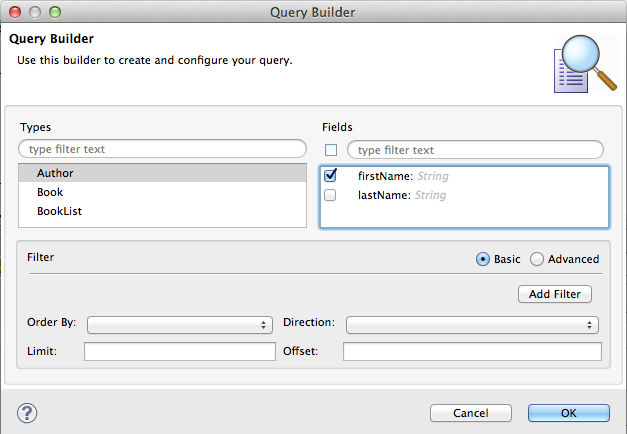 Query Builder
Query Builder
Use this builder to create and configure your query.
Types
Fields
type filter text
type filter text
Author
Book
BookList
firstName: String
lastName: String
Filter
Basic
Advanced
Add Filter
Order By:
Direction:
Limit:
Offset:
?
Cancel
OK